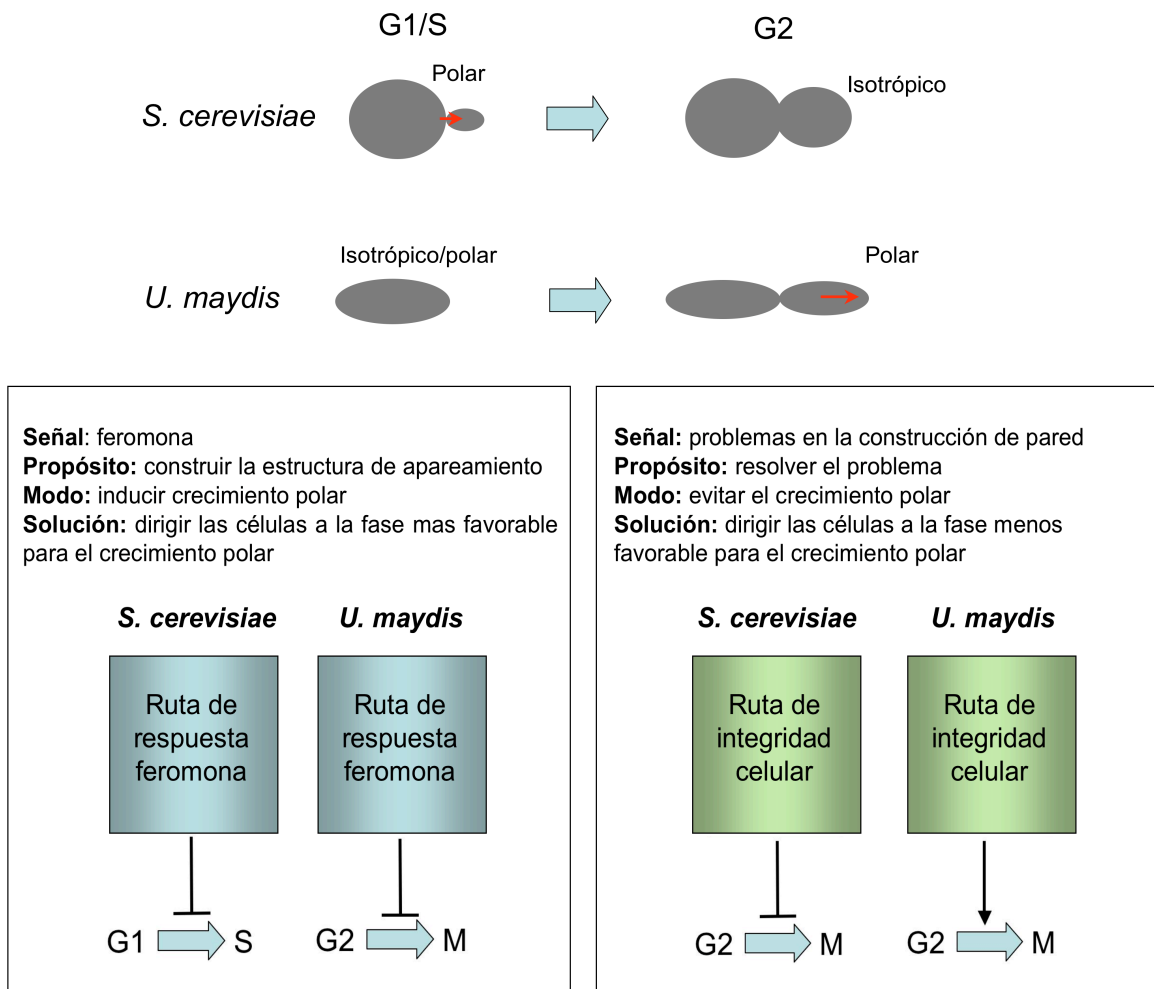 G1/S
G2
Polar
Isotrópico
S. cerevisiae
Isotrópico/polar
Polar
U. maydis
Señal: feromona
Propósito: construir la estructura de apareamiento
Modo: inducir crecimiento polar
Solución: dirigir las células a la fase mas favorable
para el crecimiento polar
S. cerevisiae
U. maydis
Ruta de
respuesta
feromona
Ruta de
respuesta
feromona
G1
S
G2
M
Señal: problemas en la construcción de pared
Propósito: resolver el problema
Modo: evitar el crecimiento polar
Solución: dirigir las células a la fase menos
favorable para el crecimiento polar
S. cerevisiae
U. maydis
Ruta de
integridad
celular
Ruta de
integridad
celular
G2
M
G2
M